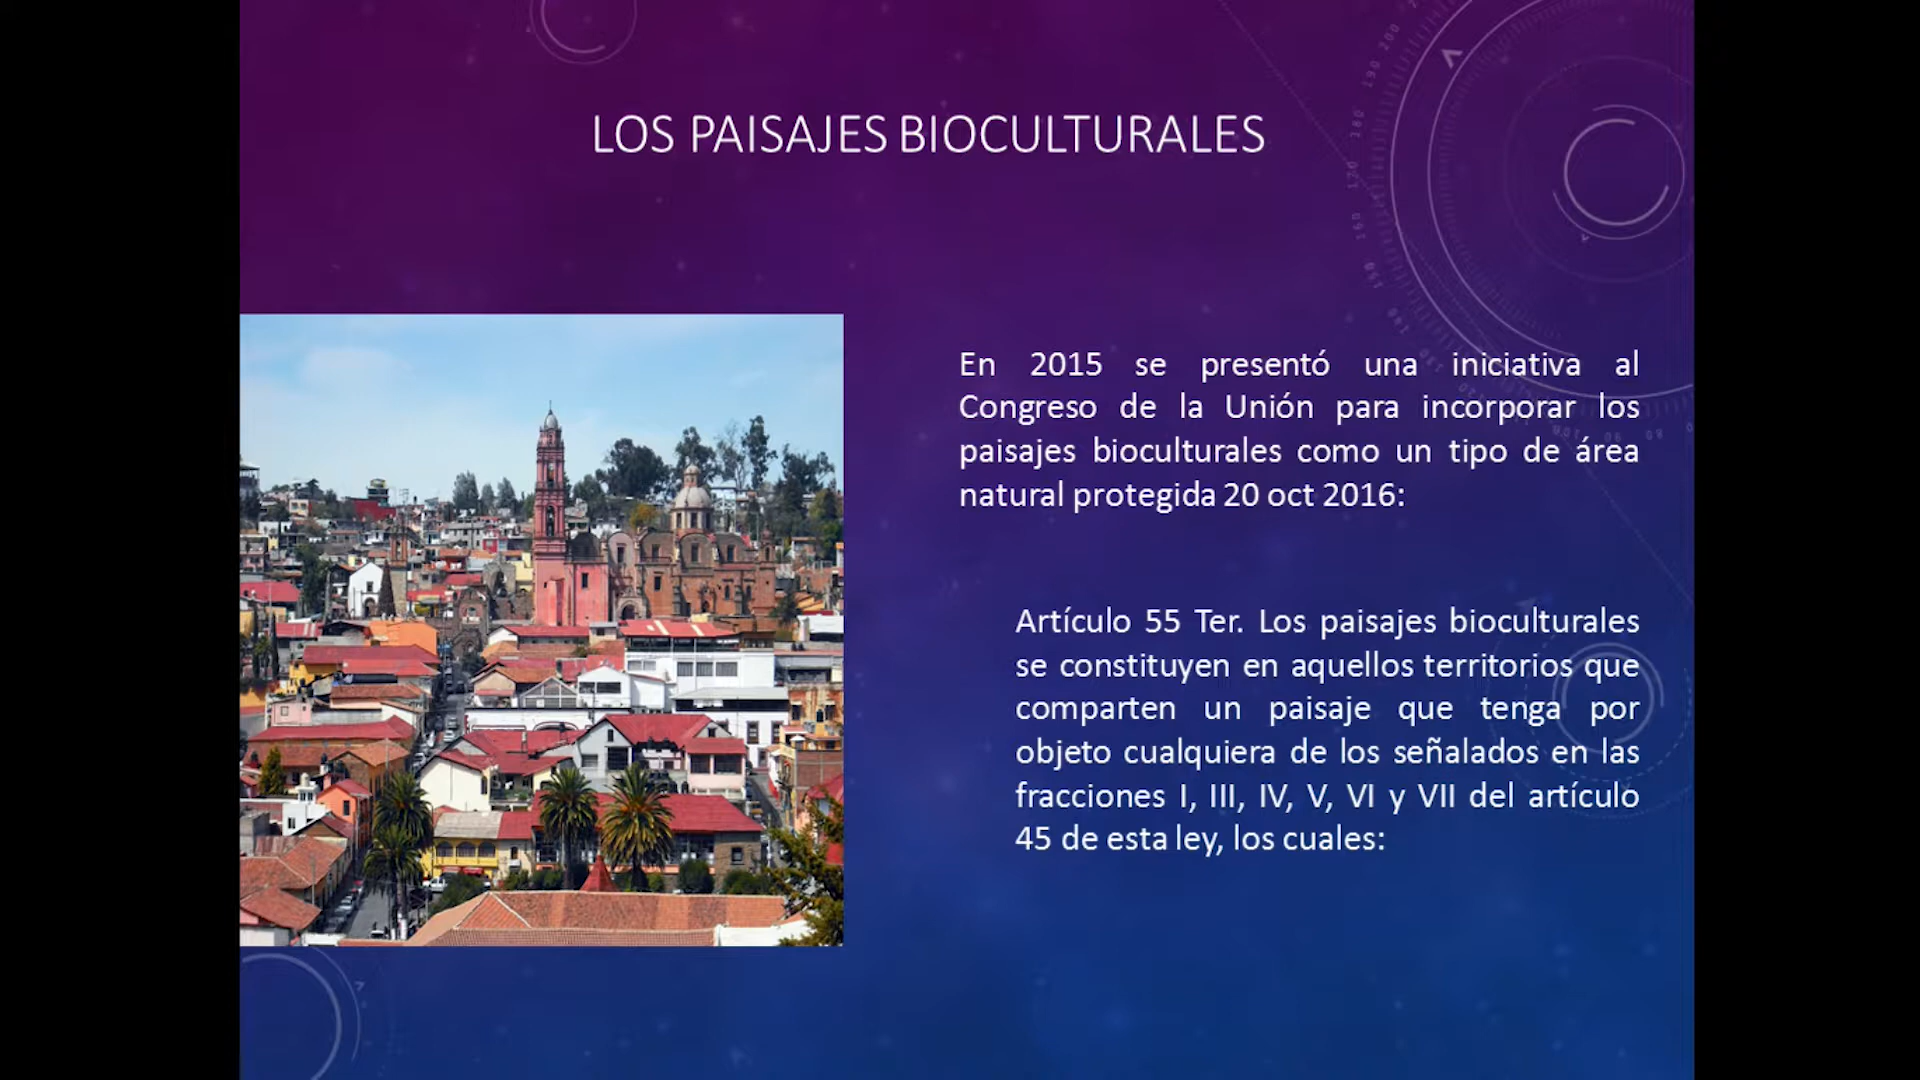 LOS PAISAJES BIOCULTURALES
En 2015 se presentó una iniciativa al
Congreso de la Unión para incorporar los
paisajes bioculturales como un tipo de área
natural protegida 20 oct 2016:
Artículo 55 Ter. Los paisajes bioculturales
se constituyen en aquellos territorios que
comparten un paisaje que tenga por
objeto cualquiera de los señalados en las
fracciones I, III, IV, V, VI y VII del artículo
45 de esta ley, los cuales: